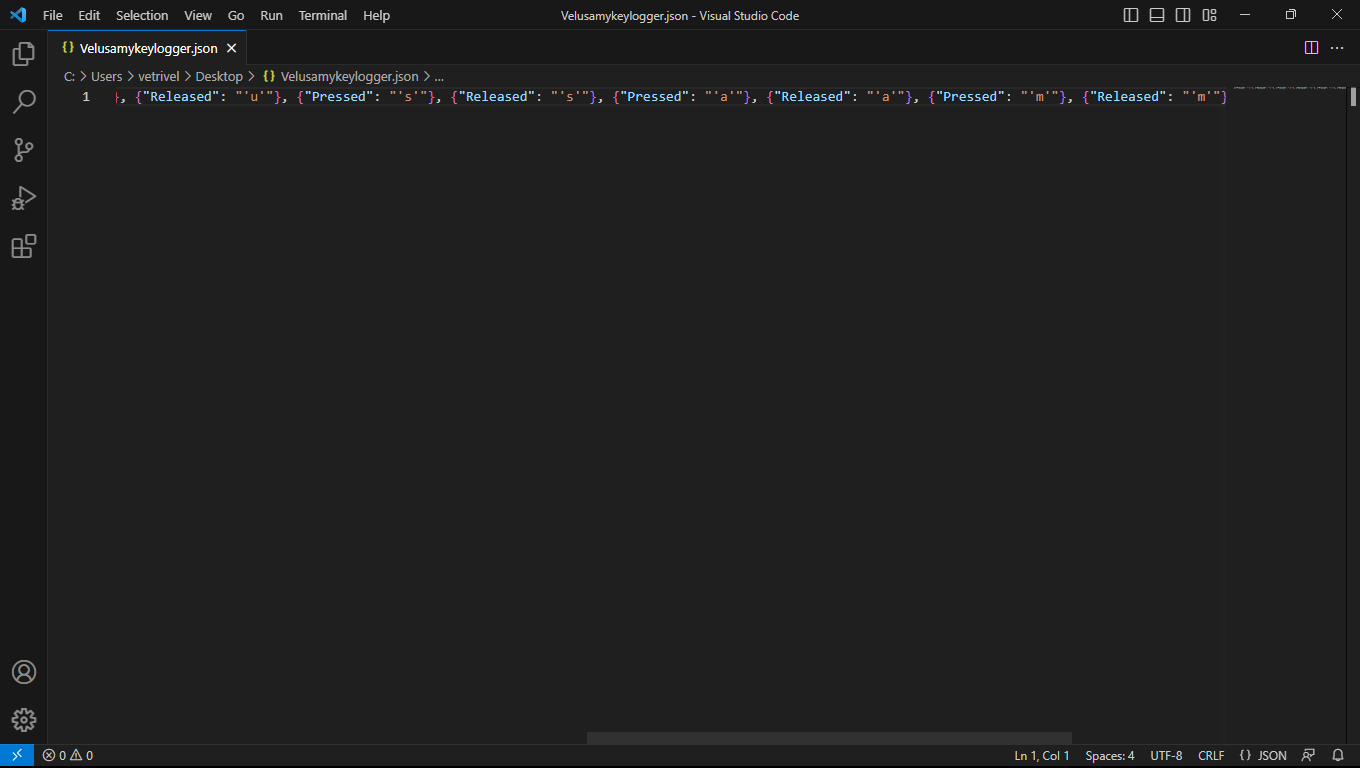 File Edit Selection View Go Run Terminal Help Velusamykeylogger.json - Visual Studio Code
{} Velusamykeylogger.json
C: > Users > vetrivel > Desktop > {} Velusamykeylogger.json > ...
1 }, {"Released": "'u'"}, {"Pressed": "'s'"}, {"Released": "'s'"}, {"Pressed": "'a'"}, {"Released": "'a'"}, {"Pressed": "'m'"}, {"Released": "'m'"}
0 0 Ln 1, Col 1 Spaces: 4 UTF-8 CRLF {} JSON